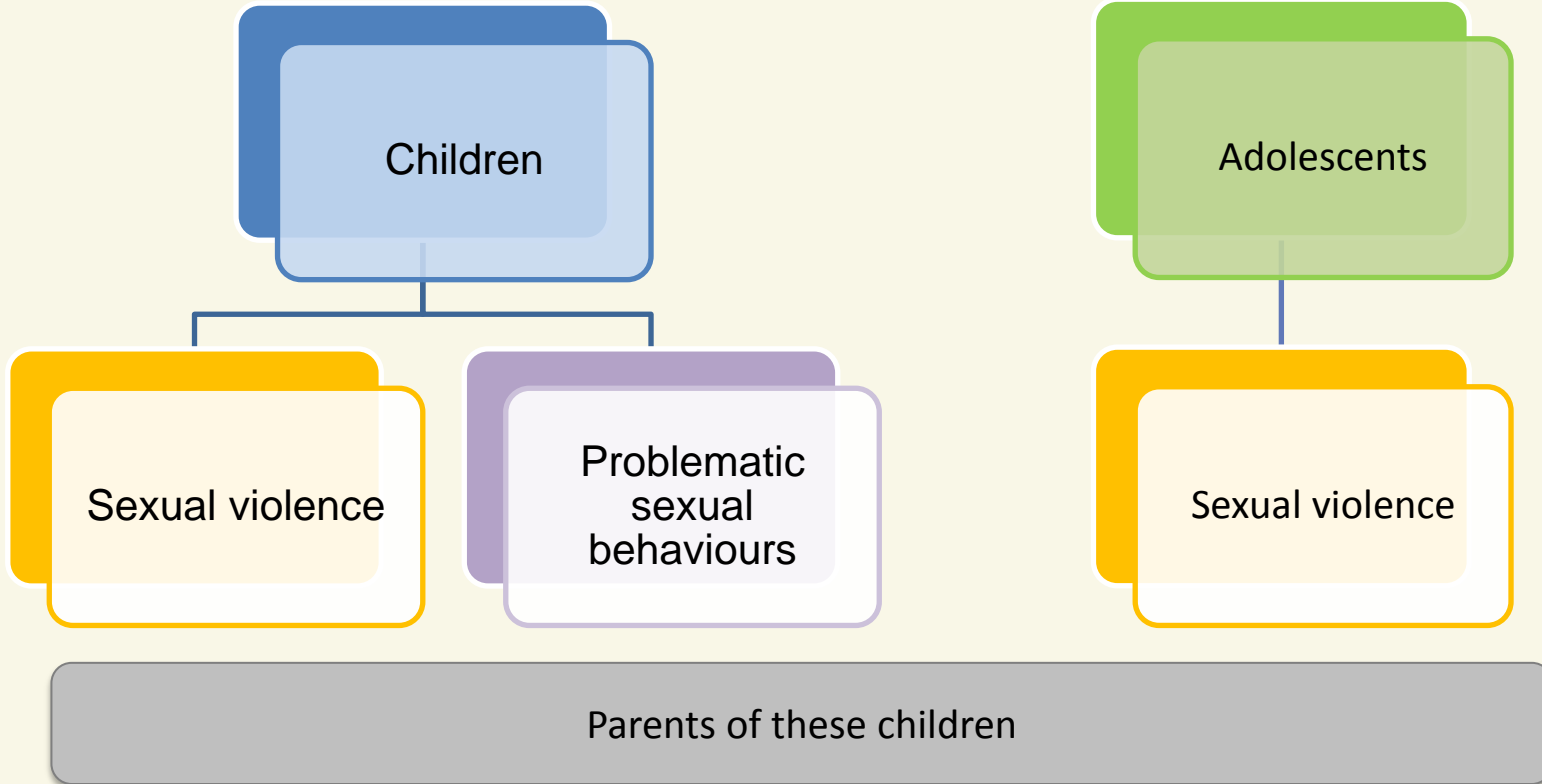 Children
Adolescents
Sexual violence
Problematic
sexual
behaviours
Sexual violence
Parents of these children